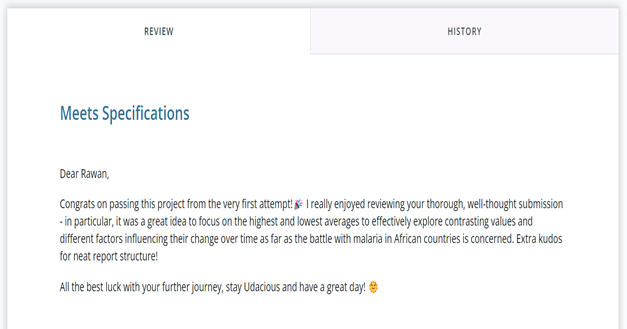 REVIEW
HISTORY
Meets Specifications
Dear Rawan,
Congrats on passing this project from the very first attempt!🎉 I really enjoyed reviewing your thorough, well-thought submission
- in particular, it was a great idea to focus on the highest and lowest averages to effectively explore contrasting values and
different factors influencing their change over time as far as the battle with malaria in African countries is concerned. Extra kudos
for neat report structure!
All the best luck with your further journey, stay Udacious and have a great day! 😊